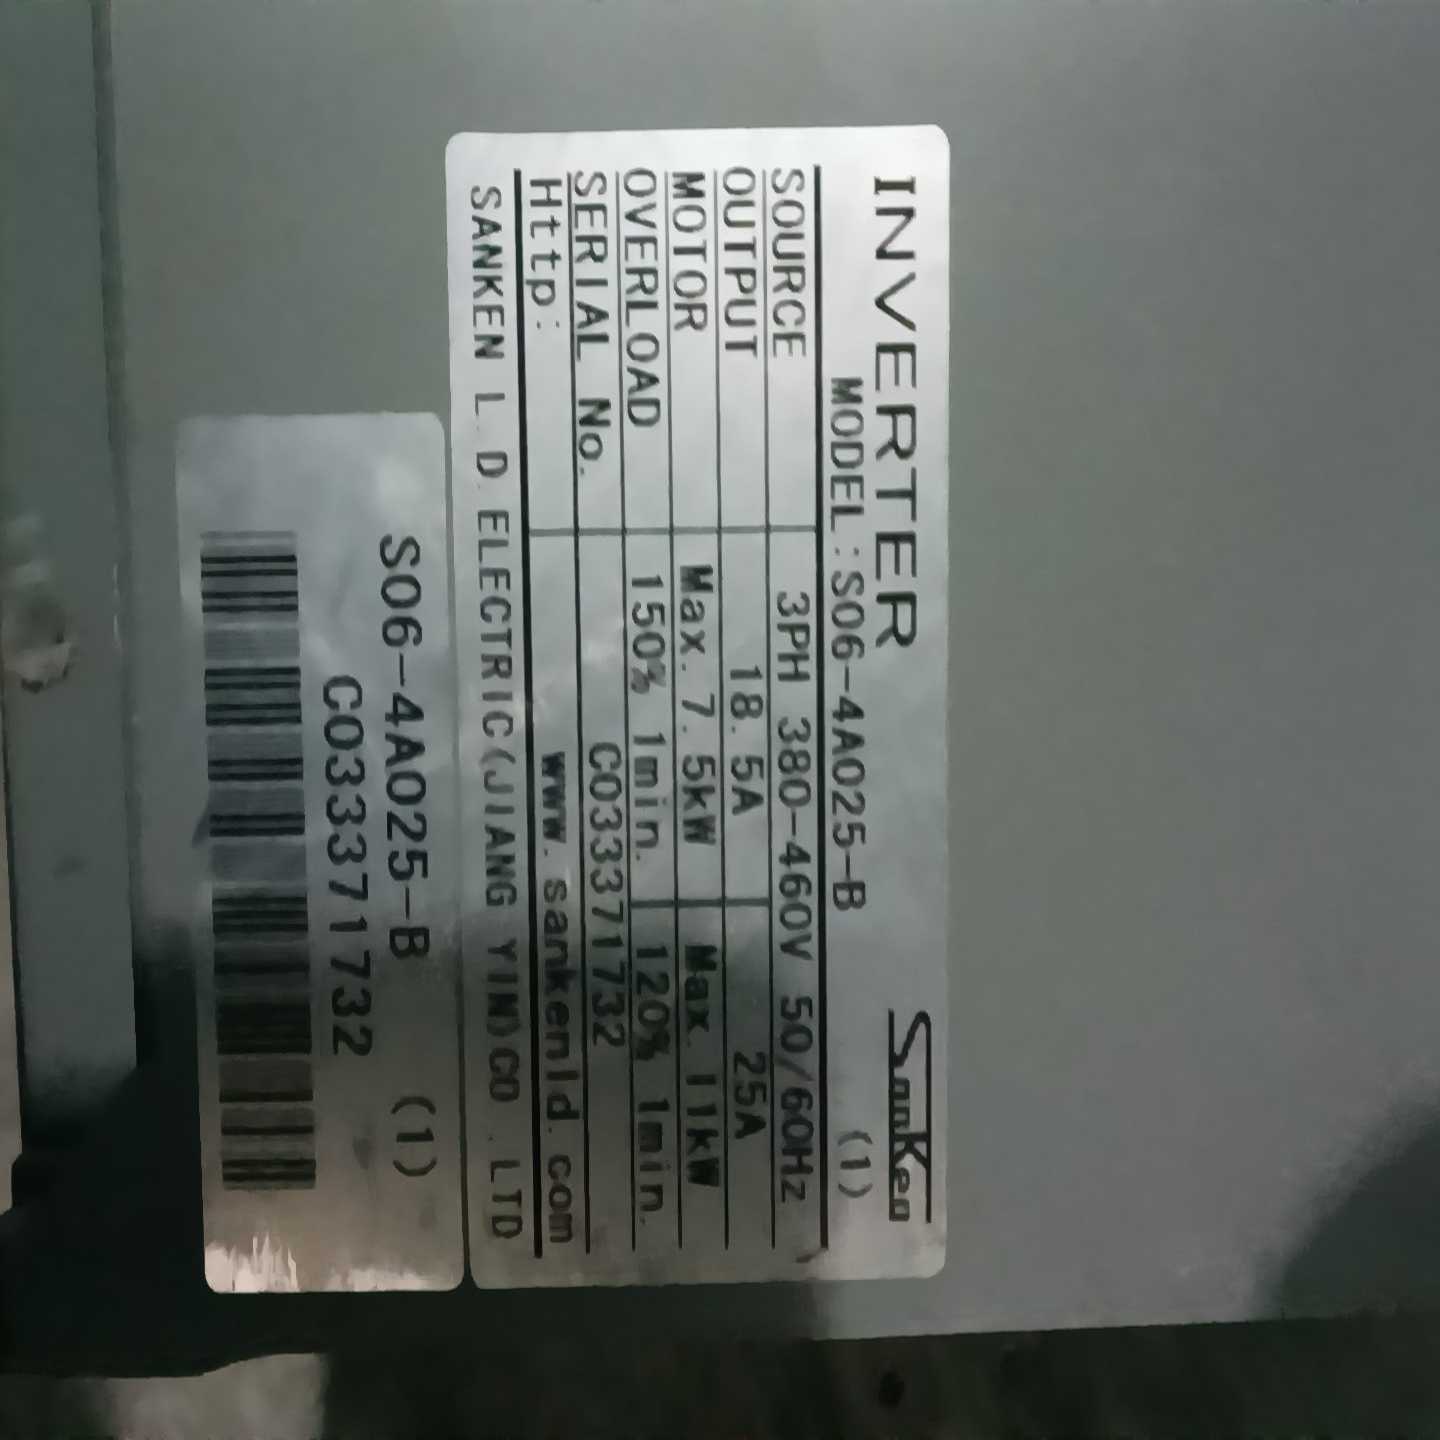 INVERTER
SanKen
MODEL:S06-4A025-B (1)
SOURCE 3PH 380-460V 50/60Hz
OUTPUT 18.5A 25A
MOTOR Max. 7.5kW Max. 11kW
OVERLOAD 150% 1min. 120% 1min.
SERIAL No. C033371732
Http: www.sankenld.com
SANKEN L.D.ELECTRIC(JIANG YIN)CO.,LTD
S06-4A025-B (1)
C033371732